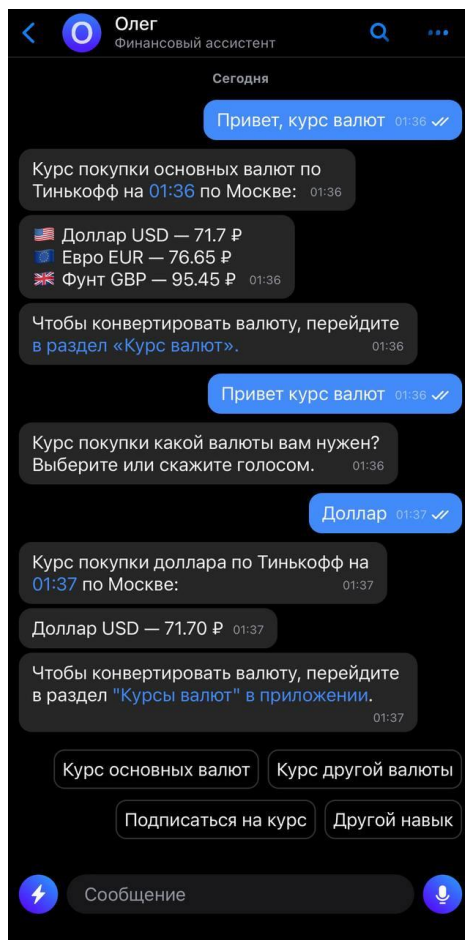 Олег
Финансовый ассистент
Сегодня
Привет, курс валют 01:36
Курс покупки основных валют по
Тинькофф на 01:36 по Москве: 01:36
Доллар USD — 71.7 ₽
Евро EUR — 76.65 ₽
Фунт GBP — 95.45 ₽ 01:36
Чтобы конвертировать валюту, перейдите
в раздел «Курс валют». 01:36
Привет курс валют 01:36
Курс покупки какой валюты вам нужен?
Выберите или скажите голосом. 01:36
Доллар 01:37
Курс покупки доллара по Тинькофф на
01:37 по Москве: 01:37
Доллар USD — 71.70 ₽ 01:37
Чтобы конвертировать валюту, перейдите
в раздел "Курсы валют" в приложении.
01:37
Курс основных валют Курс другой валюты
Подписаться на курс Другой навык
Сообщение